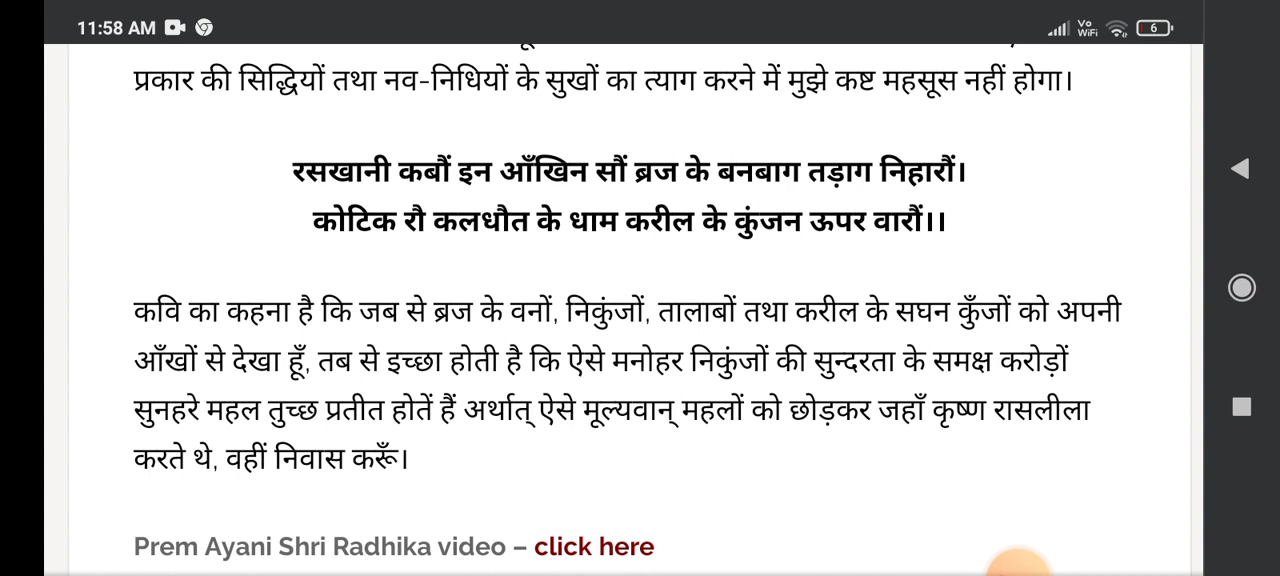 11:58 AM
Vo WiFi
6
प्रकार की सिद्धियों तथा नव-निधियों के सुखों का त्याग करने में मुझे कष्ट महसूस नहीं होगा।
रसखानी कबौं इन आँखिन सौं ब्रज के बनबाग तड़ाग निहारौं।
कोटिक रौ कलधौत के धाम करील के कुंजन ऊपर वारौं।।
कवि का कहना है कि जब से ब्रज के वनों, निकुंजों, तालाबों तथा करील के सघन कुँजों को अपनी
आँखों से देखा हूँ, तब से इच्छा होती है कि ऐसे मनोहर निकुंजों की सुन्दरता के समक्ष करोड़ों
सुनहरे महल तुच्छ प्रतीत होतें हैं अर्थात् ऐसे मूल्यवान् महलों को छोड़कर जहाँ कृष्ण रासलीला
करते थे, वहीं निवास करूँ।
Prem Ayani Shri Radhika video – click here